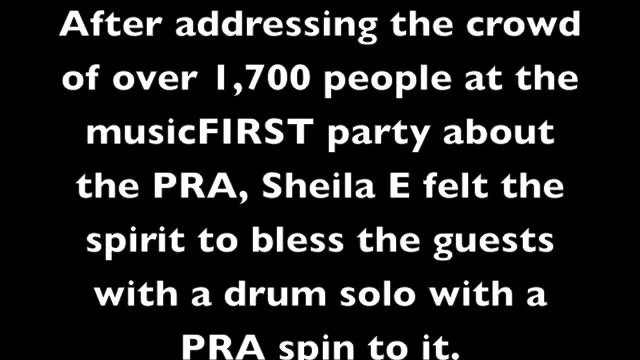 After addressing the crowd
of over 1,700 people at the
musicFIRST party about
the PRA, Sheila E felt the
spirit to bless the guests
with a drum solo with a
PRA spin to it.